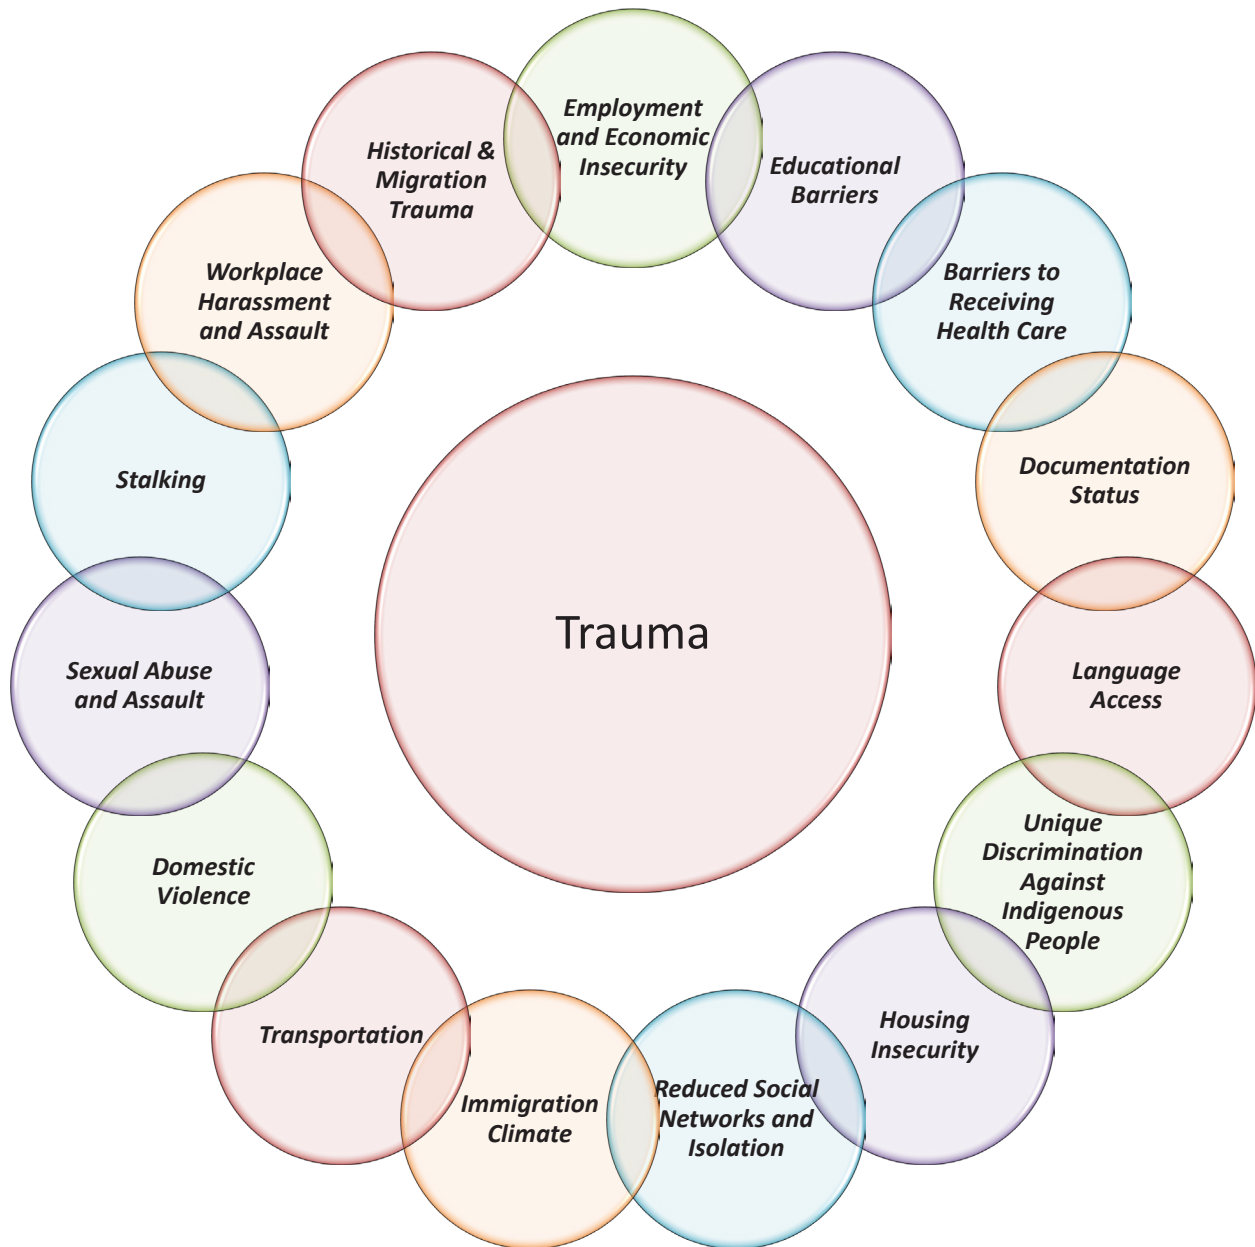 Employment
and Economic
Insecurity
Educational
Barriers
Barriers to
Receiving
Health Care
Documentation
Status
Language
Access
Unique
Discrimination
Against
Indigenous
People
Housing
Insecurity
Reduced Social
Networks and
Isolation
Immigration
Climate
Transportation
Domestic
Violence
Sexual Abuse
and Assault
Stalking
Workplace
Harassment
and Assault
Historical &
Migration
Trauma
Trauma